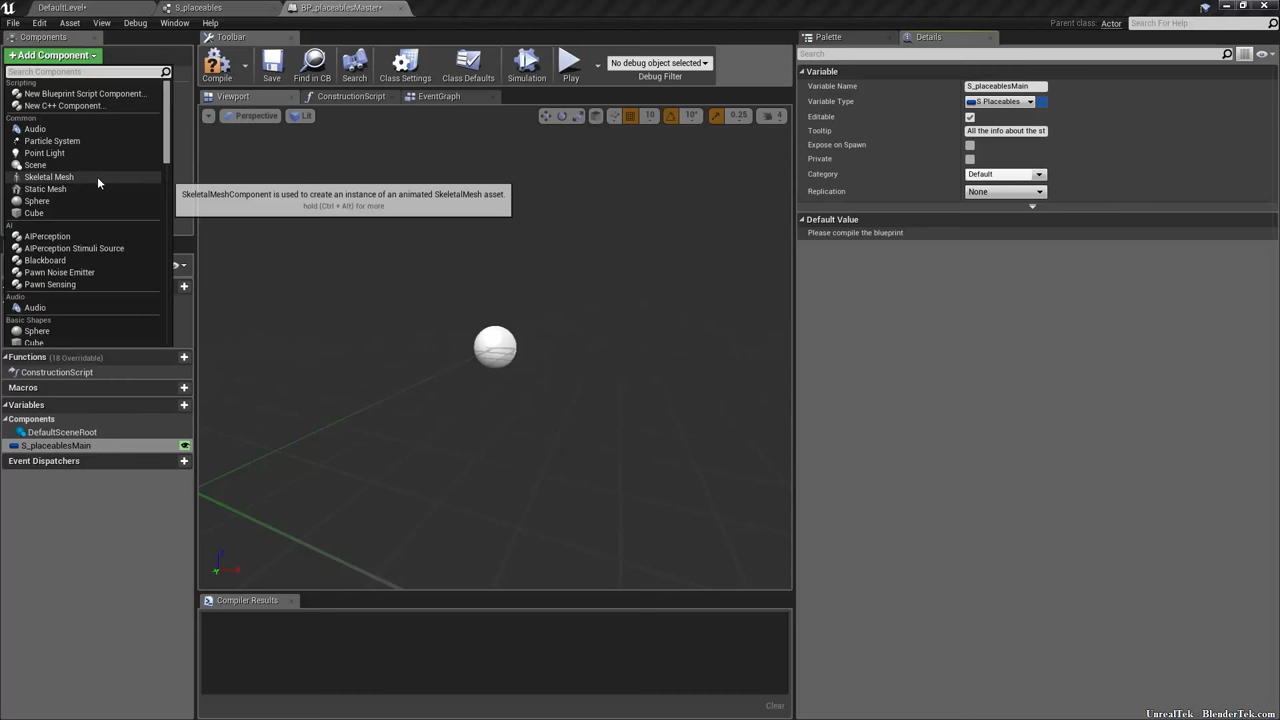 DefaultLevel•
S_placeables
BP_placeablesMaster•
File Edit Asset View Debug Window Help
Parent class: Actor
Search For Help
Components
+Add Component
Search Components
Scripting
New Blueprint Script Component...
New C++ Component...
Common
Audio
Particle System
Point Light
Scene
Skeletal Mesh
Static Mesh
Sphere
Cube
AI
AIPerception
AIPerception Stimuli Source
Blackboard
Pawn Noise Emitter
Pawn Sensing
Audio
Audio
Basic Shapes
Sphere
Cube
Functions (18 Overridable)
ConstructionScript
Macros
Variables
Components
DefaultSceneRoot
S_placeablesMain
Event Dispatchers
Toolbar
Compile
Save
Find in CB
Search
Class Settings
Class Defaults
Simulation
Play
No debug object selected
Debug Filter
Viewport
ConstructionScript
EventGraph
Perspective
Lit
10
10°
0.25
4
SkeletalMeshComponent is used to create an instance of an animated SkeletalMesh asset.
hold (Ctrl + Alt) for more
Compiler Results
Clear
Palette
Details
Search
Variable
Variable Name S_placeablesMain
Variable Type S Placeables
Editable
Tooltip All the info about the st
Expose on Spawn
Private
Category Default
Replication None
Default Value
Please compile the blueprint
UnrealTek - BlenderTek.com